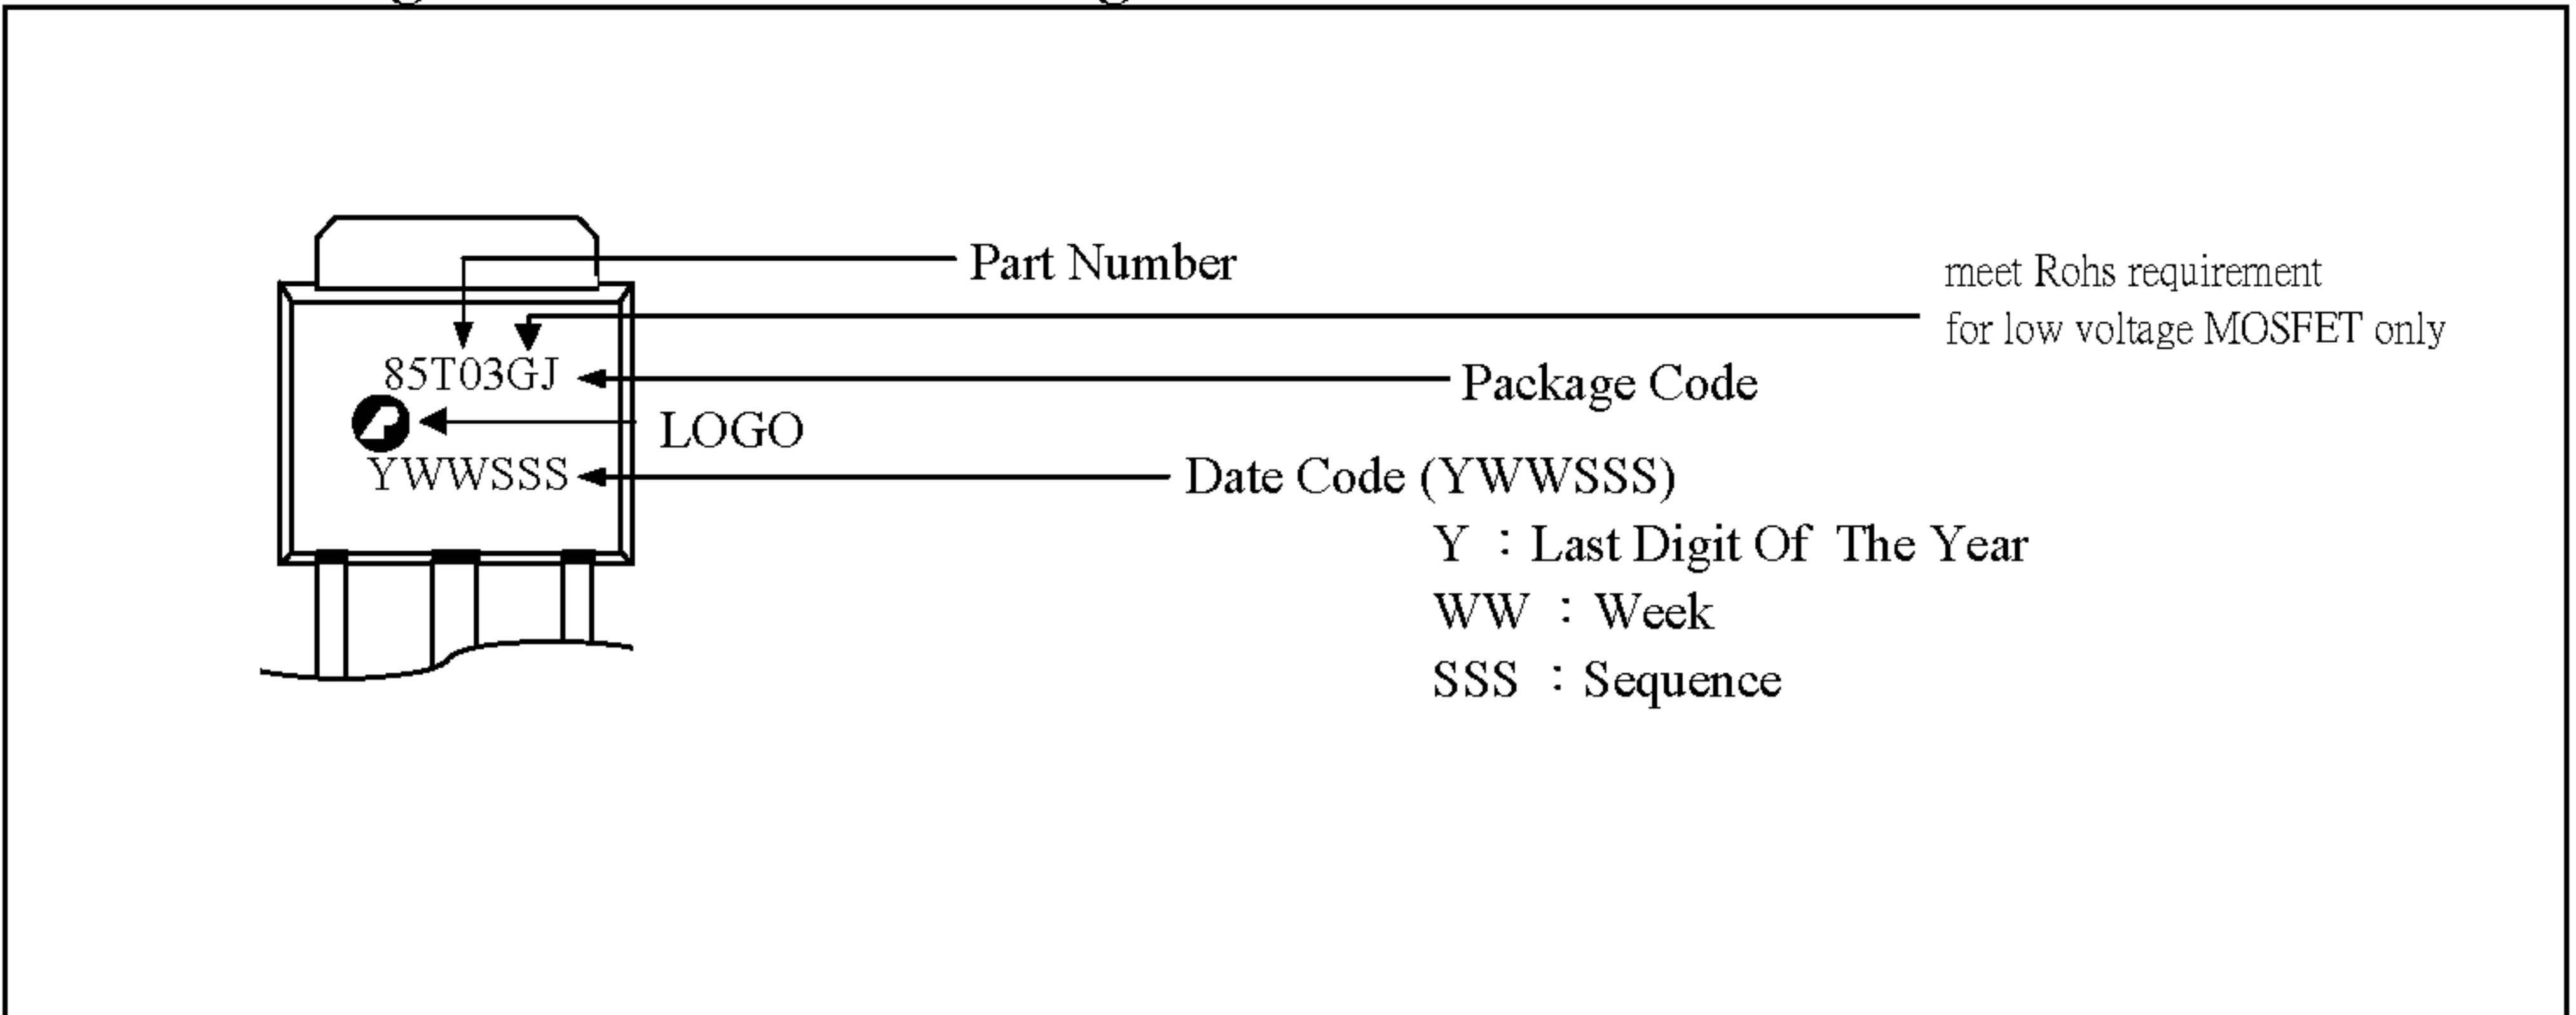 Part Number
meet Rohs requirement
for low voltage MOSFET only
85T03GJ
Package Code
LOGO
YWWSSS
Date Code (YWWSSS)
Y : Last Digit Of The Year
WW : Week
SSS : Sequence